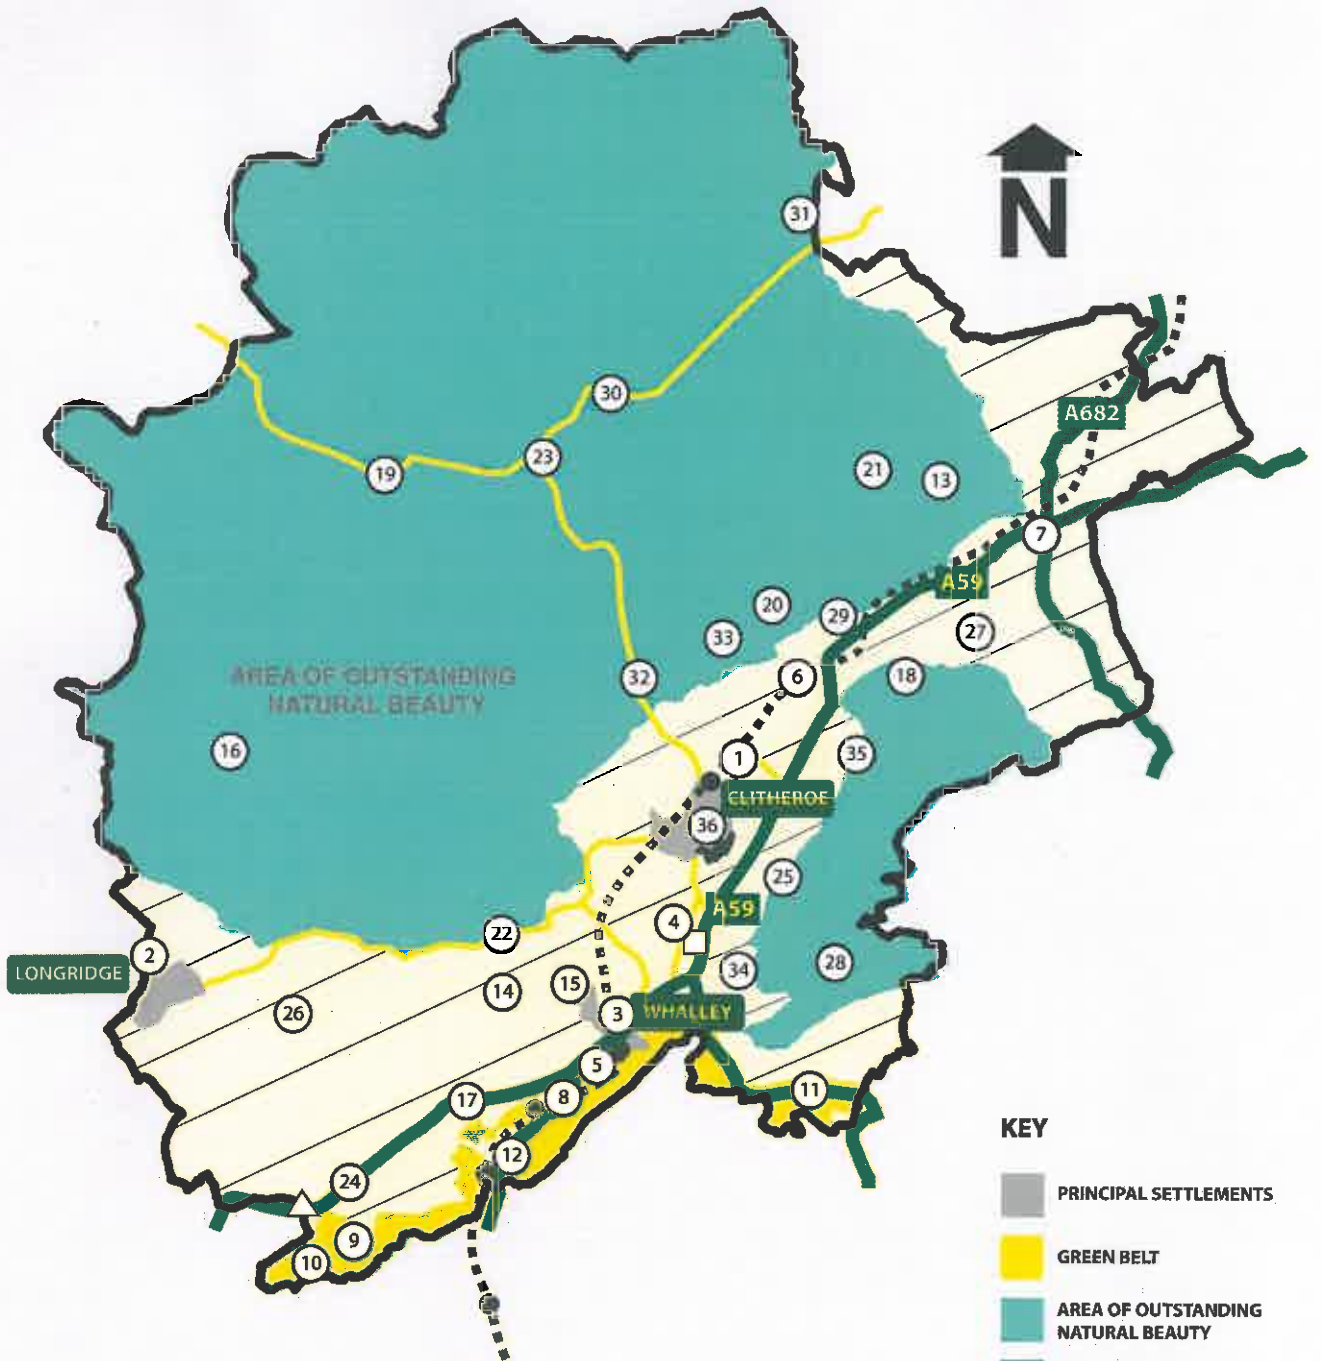 31
N
A682
30
23
19
21
13
7
A59
20
29
27
33
AREA OF OUTSTANDING
NATURAL BEAUTY
32
6
18
16
1
35
CLITHEROE
36
25
A59
4
22
2
LONGRIDGE
34
28
15
14
26
3
WHALLEY
5
8
11
17
12
24
9
10
KEY
PRINCIPAL SETTLEMENTS
GREEN BELT
AREA OF OUTSTANDING
NATURAL BEAUTY